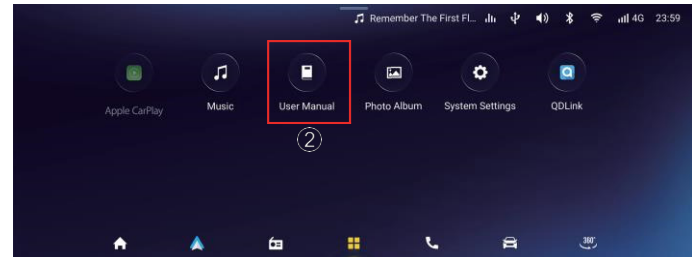 Remember The First Fl... 4G 23:59
Apple CarPlay Music User Manual Photo Album System Settings QDLink
②
360°